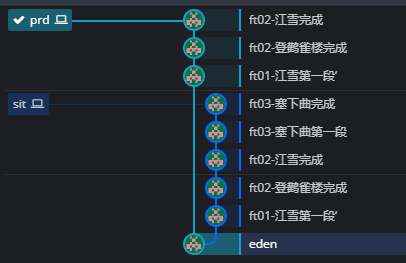 prd
ft02-江雪完成
ft02-登鹳雀楼完成
ft01-江雪第一段'
sit
ft03-塞下曲完成
ft03-塞下曲第一段
ft02-江雪完成
ft02-登鹳雀楼完成
ft01-江雪第一段'
eden